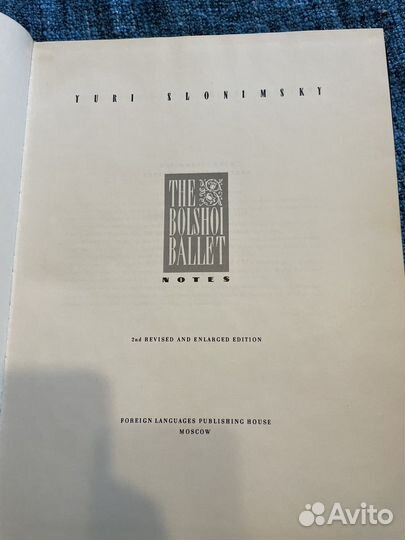 YURI SLONIMSKY
THE
BOLSHOI
BALLET
NOTES
2nd REVISED AND ENLARGED EDITION
FOREIGN LANGUAGES PUBLISHING HOUSE
MOSCOW
Avito